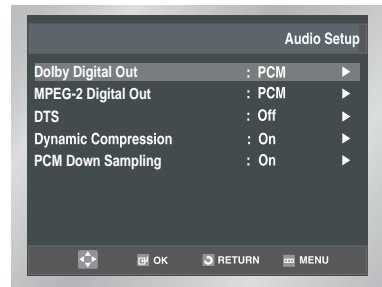 Audio Setup
Dolby Digital Out : PCM
MPEG-2 Digital Out : PCM
DTS : Off
Dynamic Compression : On
PCM Down Sampling : On
OK RETURN MENU